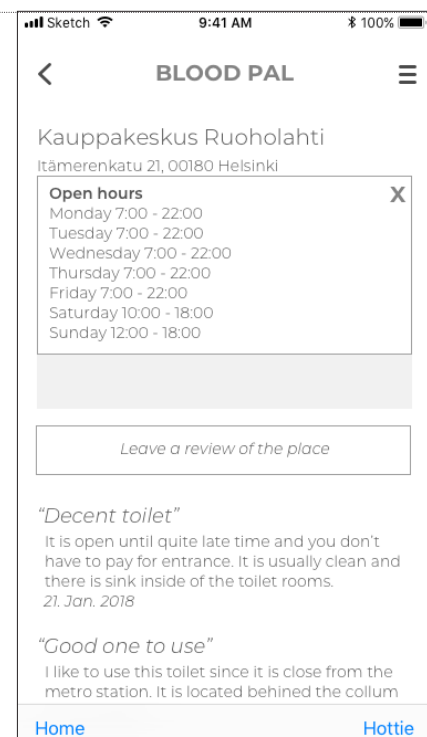 Sketch 9:41 AM 100%
BLOOD PAL
Kauppakeskus Ruoholahti
Itämerenkatu 21, 00180 Helsinki
Open hours X
Monday 7:00 - 22:00
Tuesday 7:00 - 22:00
Wednesday 7:00 - 22:00
Thursday 7:00 - 22:00
Friday 7:00 - 22:00
Saturday 10:00 - 18:00
Sunday 12:00 - 18:00
Leave a review of the place
“Decent toilet”
It is open until quite late time and you don’t
have to pay for entrance. It is usually clean and
there is sink inside of the toilet rooms.
21. Jan. 2018
“Good one to use”
I like to use this toilet since it is close from the
metro station. It is located behined the collum
Home Hottie